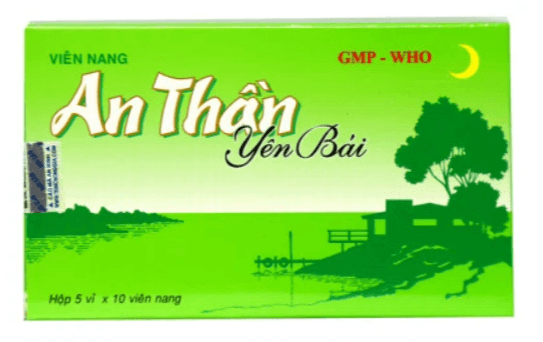 VIÊN NANG
GMP - WHO
An Thần
Yên Bái
Hộp 5 vỉ x 10 viên nang